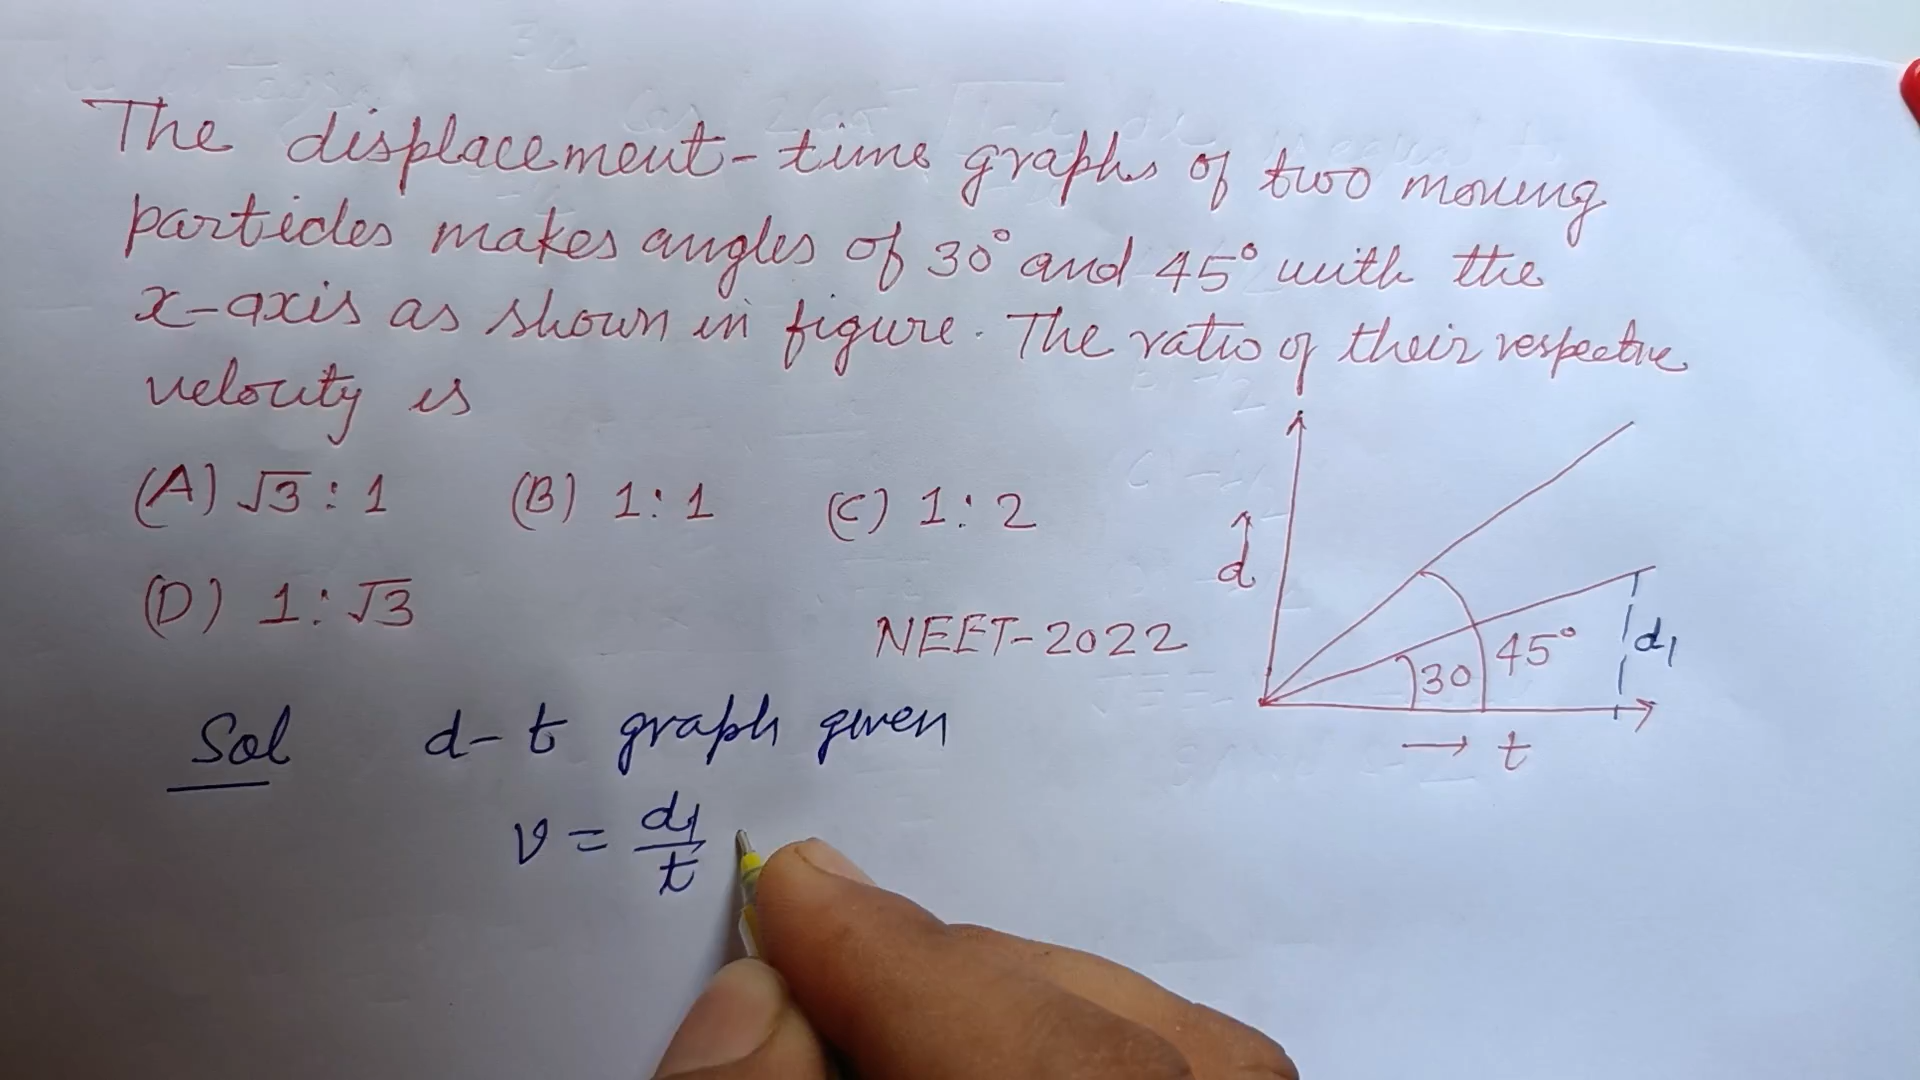 The displacement-time graphs of two moving
particles makes angles of 30° and 45° with the
x-axis as shown in figure. The ratio of their respective
velocity is
(A) √3 : 1 (B) 1 : 1 (C) 1 : 2
(D) 1 : √3
NEET-2022
d
45°
30
d1
t
Sol d-t graph given
v = d1/t